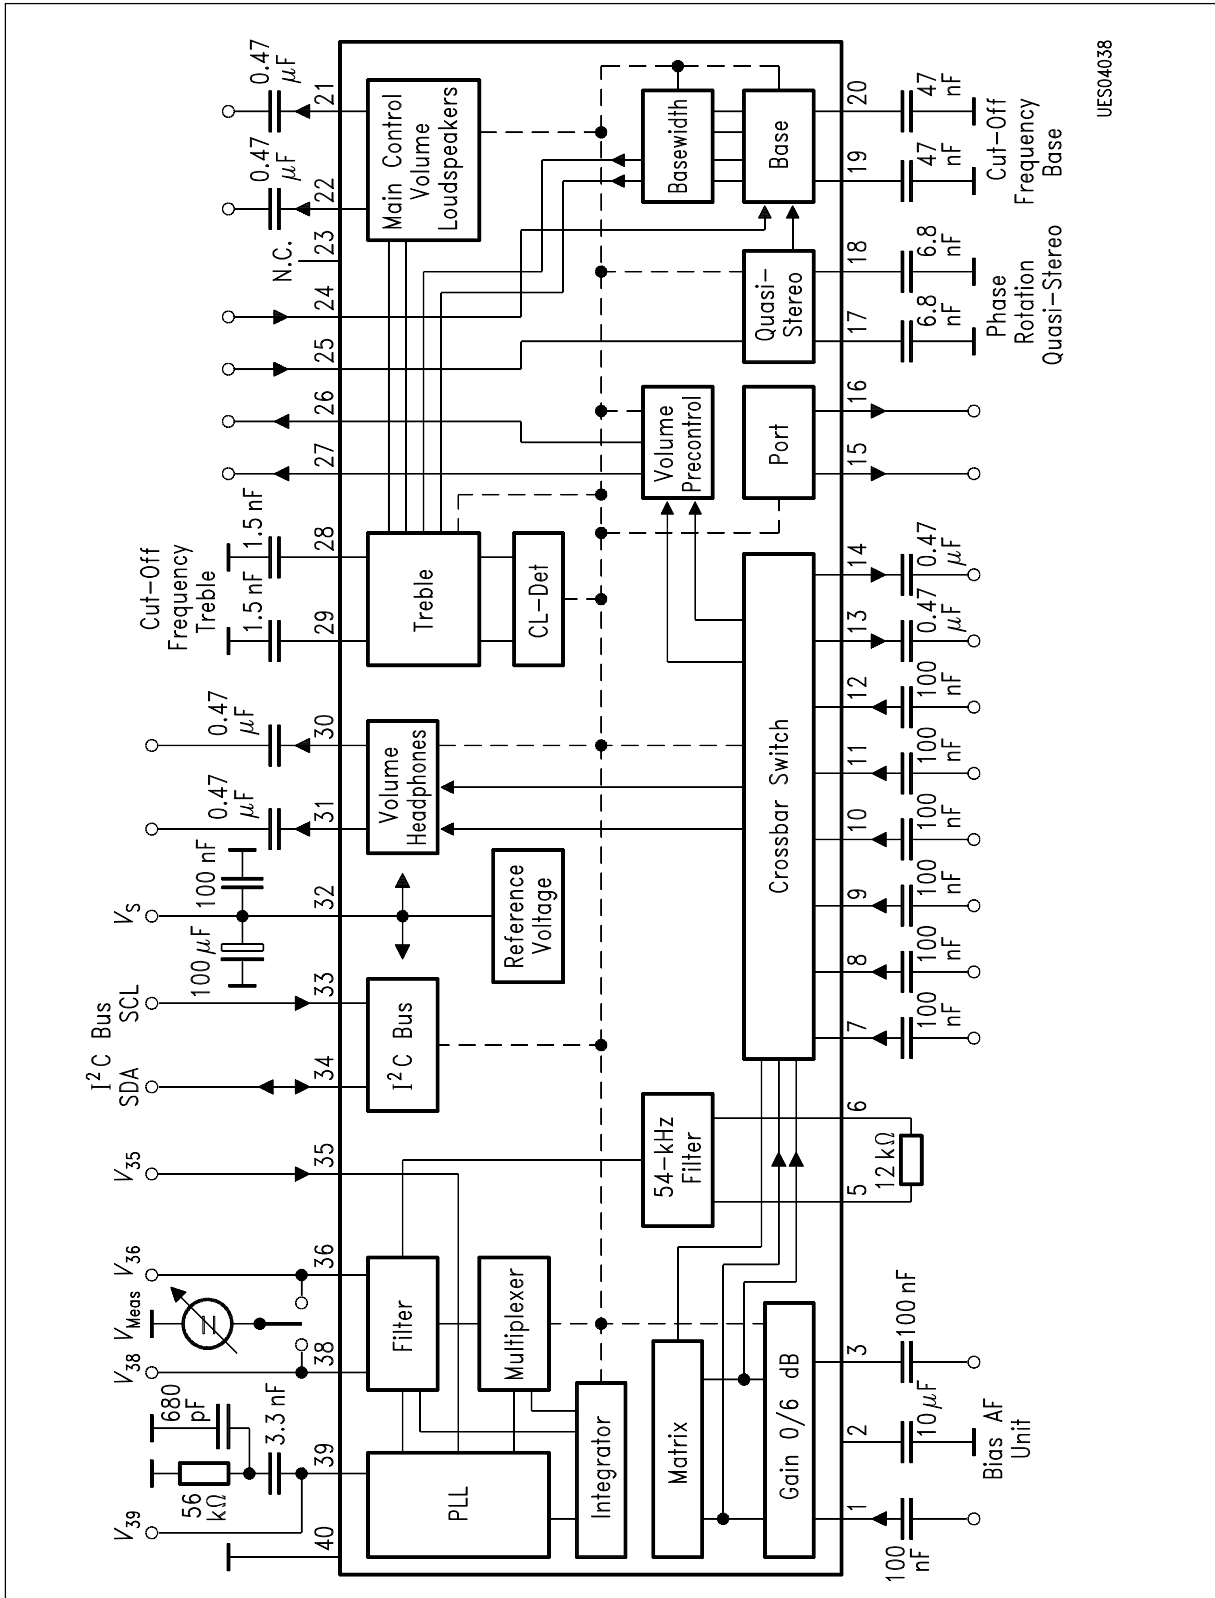 V39
V38
VMeas
V36
V35
I²C Bus
SDA
SCL
VS
56
kΩ
680
pF
3.3 nF
100 µF
100 nF
0.47
µF
0.47
µF
Cut-Off
Frequency
Treble
1.5 nF
1.5 nF
N.C.
0.47
µF
0.47
µF
40
39
38
36
35
34
33
32
31
30
29
28
27
26
25
24
23
22
21
PLL
Filter
Multiplexer
Integrator
I²C Bus
Reference
Voltage
Volume
Headphones
Treble
CL-Det
Main Control
Volume
Loudspeakers
Matrix
Gain 0/6 dB
54-kHz
Filter
Crossbar Switch
Volume
Precontrol
Port
Quasi-
Stereo
Basewidth
Base
1
2
3
5
6
7
8
9
10
11
12
13
14
15
16
17
18
19
20
100
nF
10 µF
100 nF
12 kΩ
100
nF
100
nF
100
nF
100
nF
100
nF
100
nF
0.47
µF
0.47
µF
6.8
nF
6.8
nF
47
nF
47
nF
Bias AF
Unit
Phase
Rotation
Quasi-Stereo
Cut-Off
Frequency
Base
UES04038